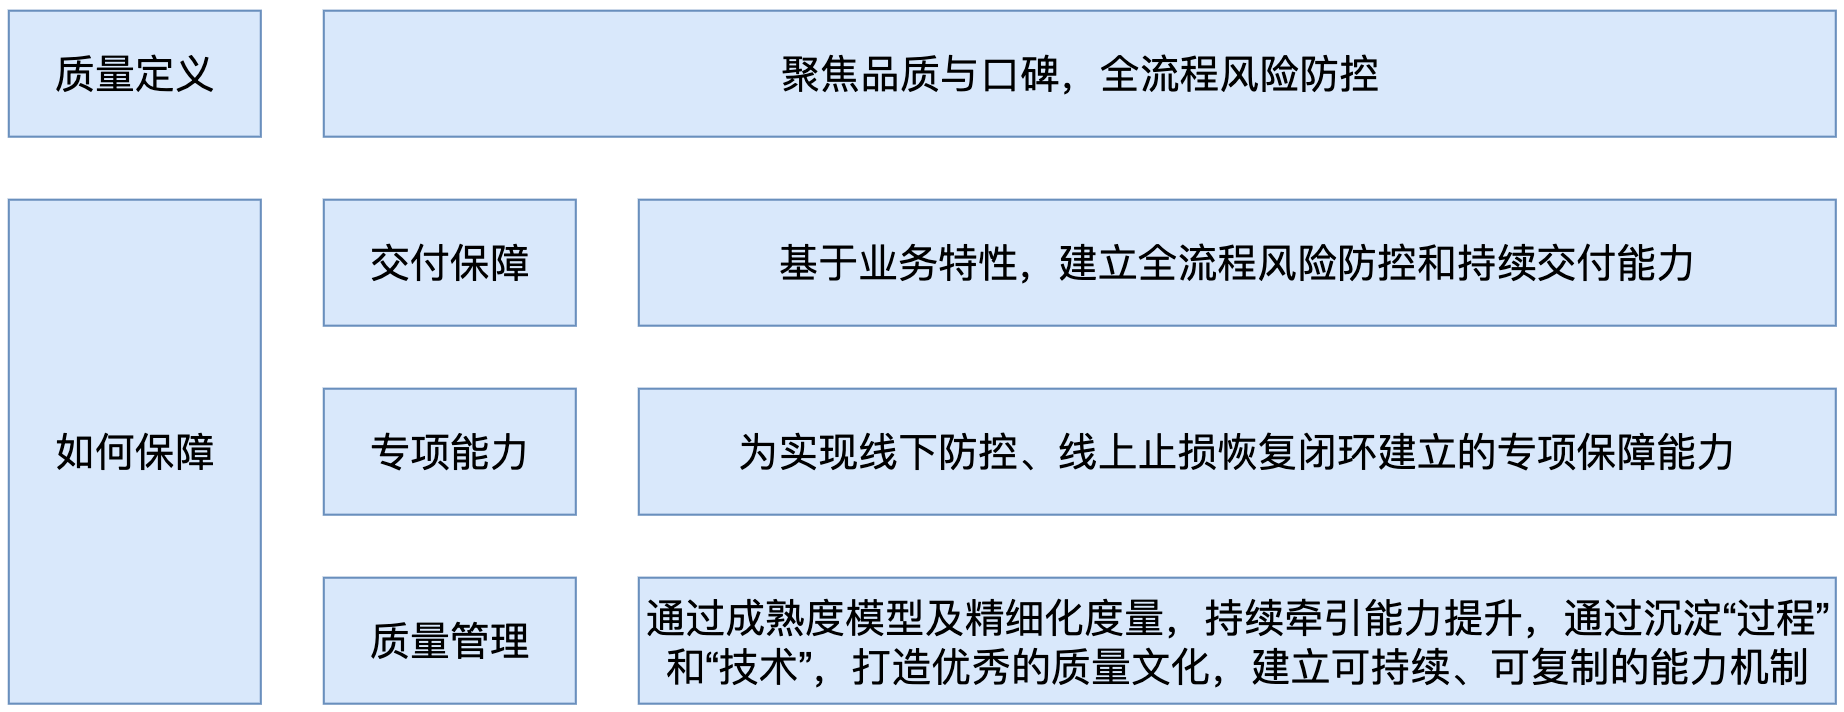 质量定义
聚焦品质与口碑，全流程风险防控
如何保障
交付保障
基于业务特性，建立全流程风险防控和持续交付能力
专项能力
为实现线下防控、线上止损恢复闭环建立的专项保障能力
质量管理
通过成熟度模型及精细化度量，持续牵引能力提升，通过沉淀“过程”
和“技术”，打造优秀的质量文化，建立可持续、可复制的能力机制